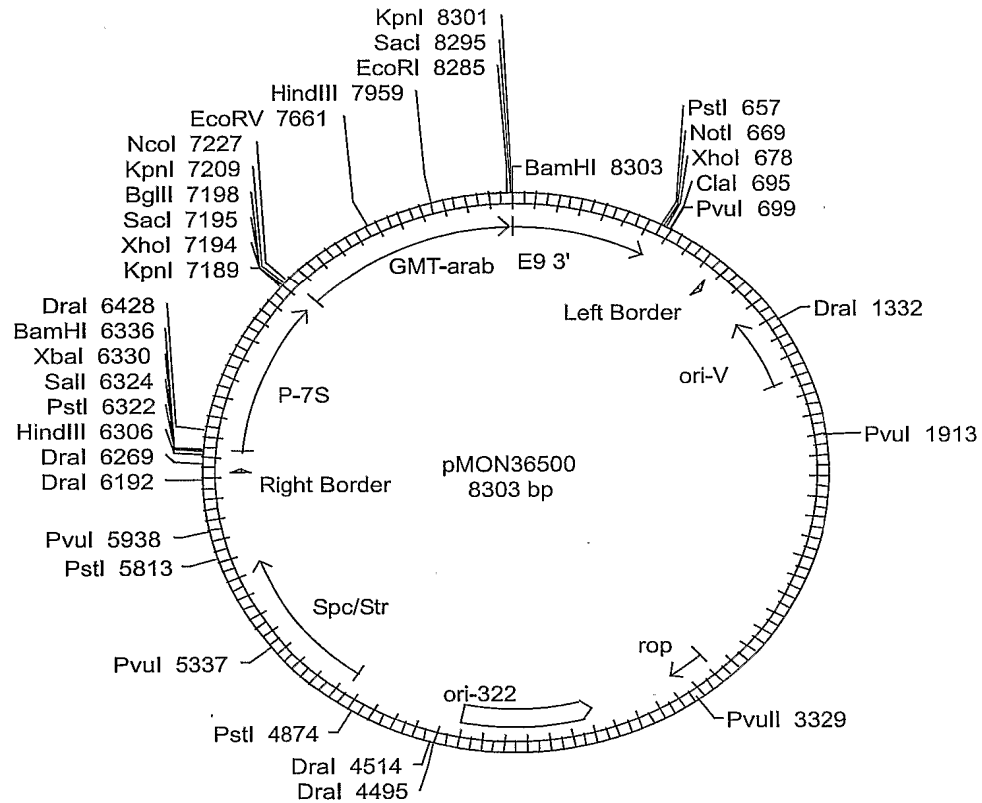 KpnI 8301
SacI 8295
EcoRI 8285
HindIII 7959
EcoRV 7661
NcoI 7227
KpnI 7209
BglII 7198
SacI 7195
XhoI 7194
KpnI 7189
DraI 6428
BamHI 6336
XbaI 6330
SalI 6324
PstI 6322
HindIII 6306
DraI 6269
DraI 6192
PvuI 5938
PstI 5813
PvuI 5337
PstI 4874
DraI 4514
DraI 4495
BamHI 8303
PstI 657
NotI 669
XhoI 678
ClaI 695
PvuI 699
DraI 1332
PvuI 1913
PvuII 3329
GMT-arab
E9 3'
Left Border
ori-V
P-7S
Right Border
pMON36500
8303 bp
Spc/Str
ori-322
rop